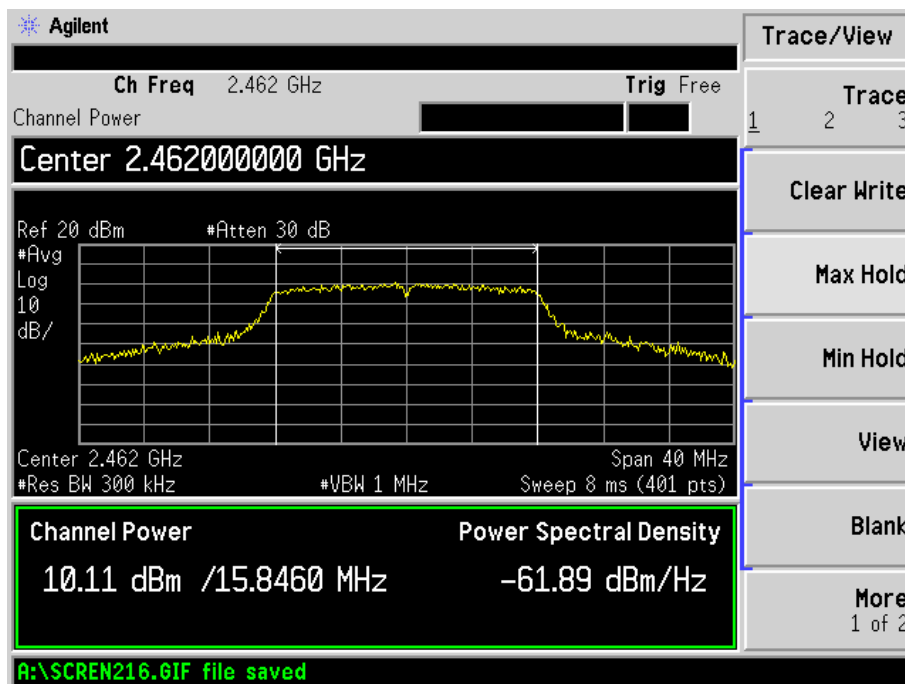 Agilent
Trace/View
Ch Freq 2.462 GHz
Trig Free
Channel Power
Trace
1 2 3
Center 2.462000000 GHz
Clear Write
Ref 20 dBm #Atten 30 dB
#Avg
Log
10
dB/
Max Hold
Min Hold
View
Center 2.462 GHz Span 40 MHz
#Res BW 300 kHz #VBW 1 MHz Sweep 8 ms (401 pts)
Blank
Channel Power Power Spectral Density
10.11 dBm /15.8460 MHz -61.89 dBm/Hz
More
1 of 2
A:\SCREN216.GIF file saved